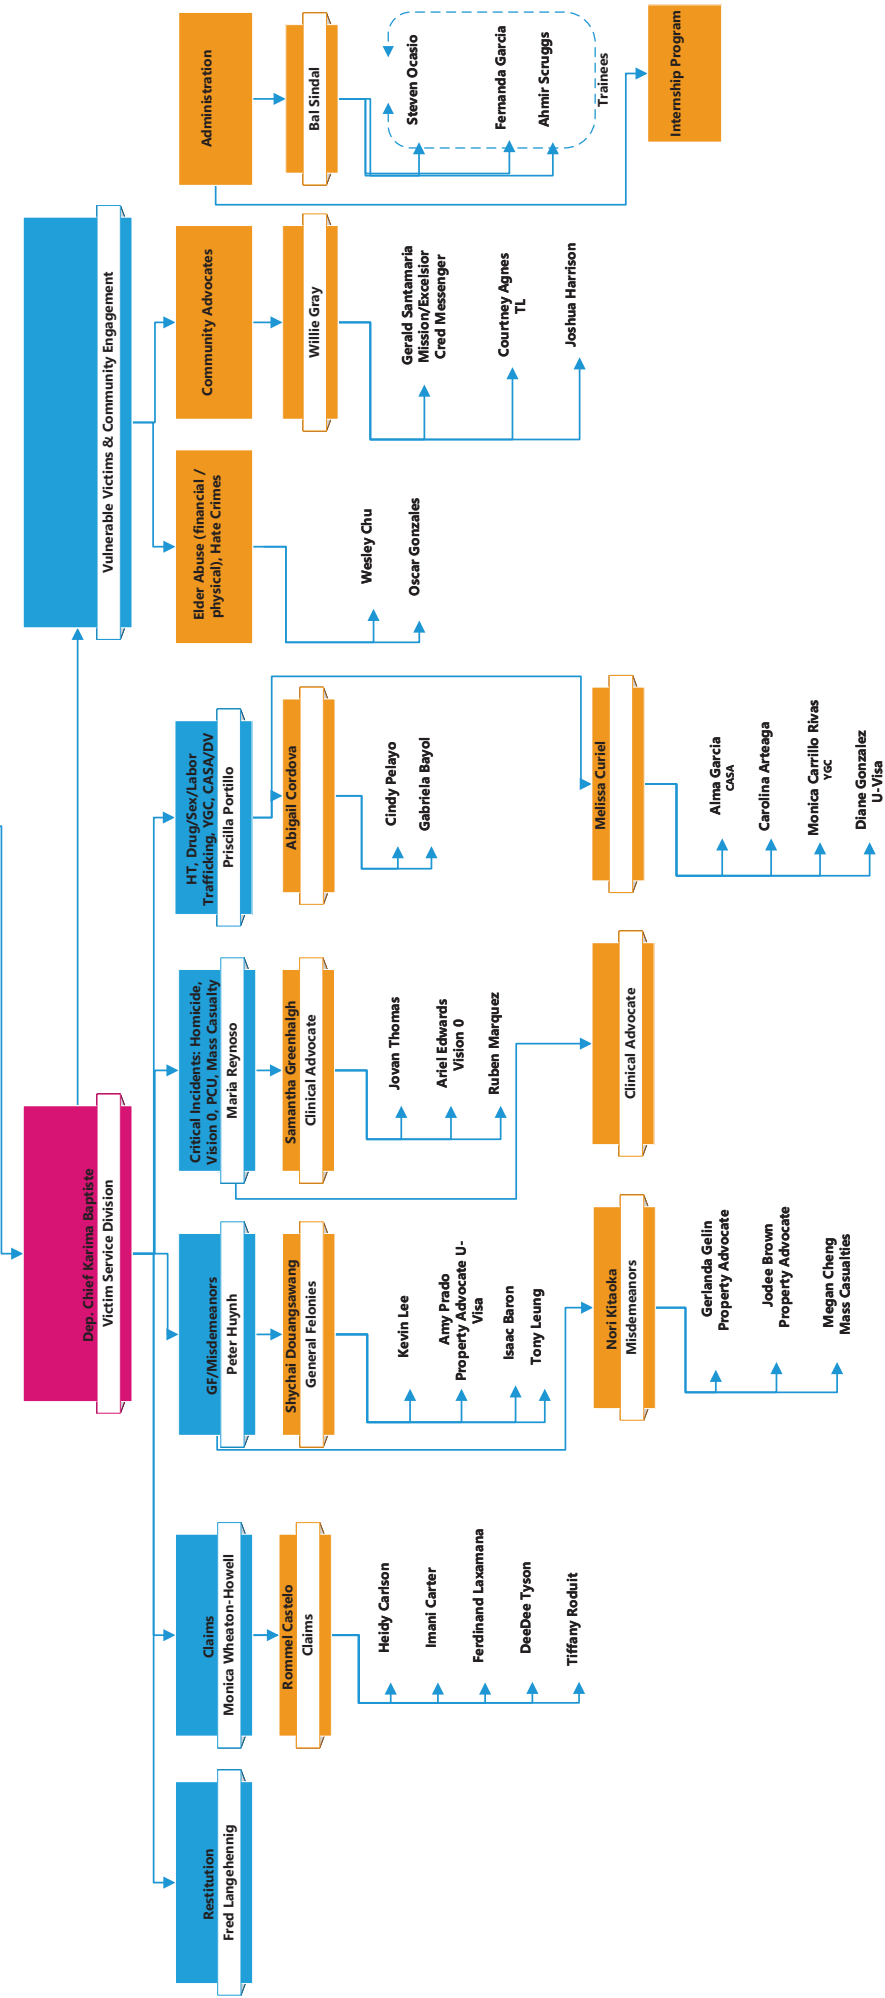 Dep. Chief Karima Baptiste
Victim Service Division
Vulnerable Victims & Community Engagement
Restitution
Fred Langehennig
Claims
Monica Wheaton-Howell
Rommel Castelo
Claims
Heidy Carlson
Imani Carter
Ferdinand Laxamana
DeeDee Tyson
Tiffany Roduit
GF/Misdemeanors
Peter Huynh
Shychai Douangsawang
General Felonies
Kevin Lee
Amy Prado
Property Advocate U-
Visa
Isaac Baron
Tony Leung
Nori Kitaoka
Misdemeanors
Gerlanda Gelin
Property Advocate
Jodee Brown
Property Advocate
Megan Cheng
Mass Casualties
Critical Incidents: Homicide,
Vision 0, PCU, Mass Casualty
Maria Reynoso
Samantha Greenhalgh
Clinical Advocate
Jovan Thomas
Ariel Edwards
Vision 0
Ruben Marquez
Clinical Advocate
HT, Drug/Sex/Labor
Trafficking, YGC, CASA/DV
Priscilla Portillo
Abigail Cordova
Cindy Pelayo
Gabriela Bayol
Melissa Curiel
Alma Garcia
CASA
Carolina Arteaga
Monica Carrillo Rivas
YGC
Diane Gonzalez
U-Visa
Elder Abuse (financial /
physical), Hate Crimes
Wesley Chu
Oscar Gonzales
Community Advocates
Willie Gray
Gerald Santamaria
Mission/Excelsior
Cred Messenger
Courtney Agnes
TL
Joshua Harrison
Administration
Bal Sindal
Steven Ocasio
Fernanda Garcia
Ahmir Scruggs
Trainees
Internship Program